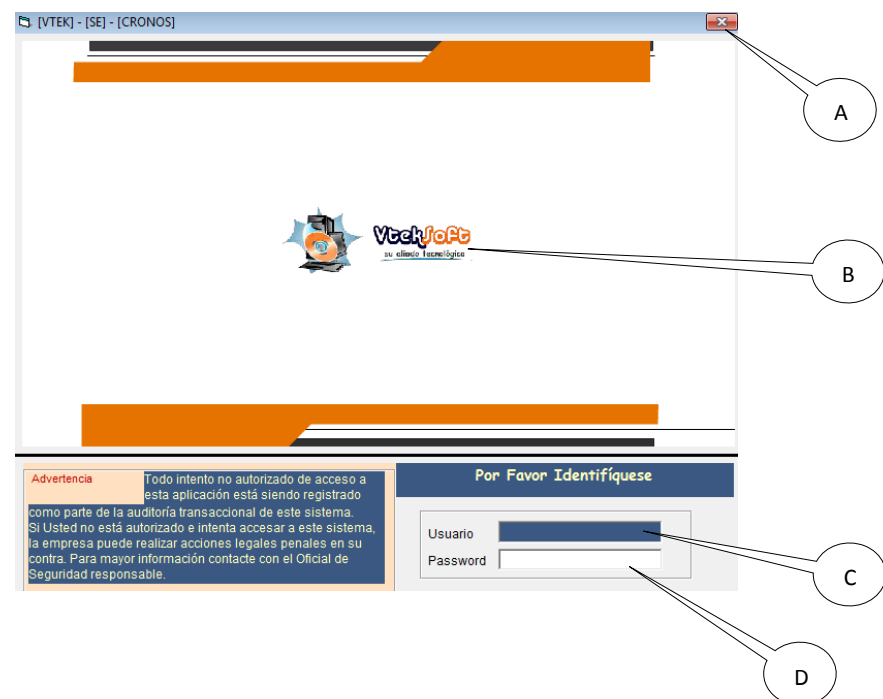 [VTEK] - [SE] - [CRONOS]
A
VtekSoft
su aliado tecnológico
B
Advertencia
Todo intento no autorizado de acceso a
esta aplicación está siendo registrado
como parte de la auditoría transaccional de este sistema.
Si Usted no está autorizado e intenta accesar a este sistema,
la empresa puede realizar acciones legales penales en su
contra. Para mayor información contacte con el Oficial de
Seguridad responsable.
Por Favor Identifíquese
Usuario
Password
C
D